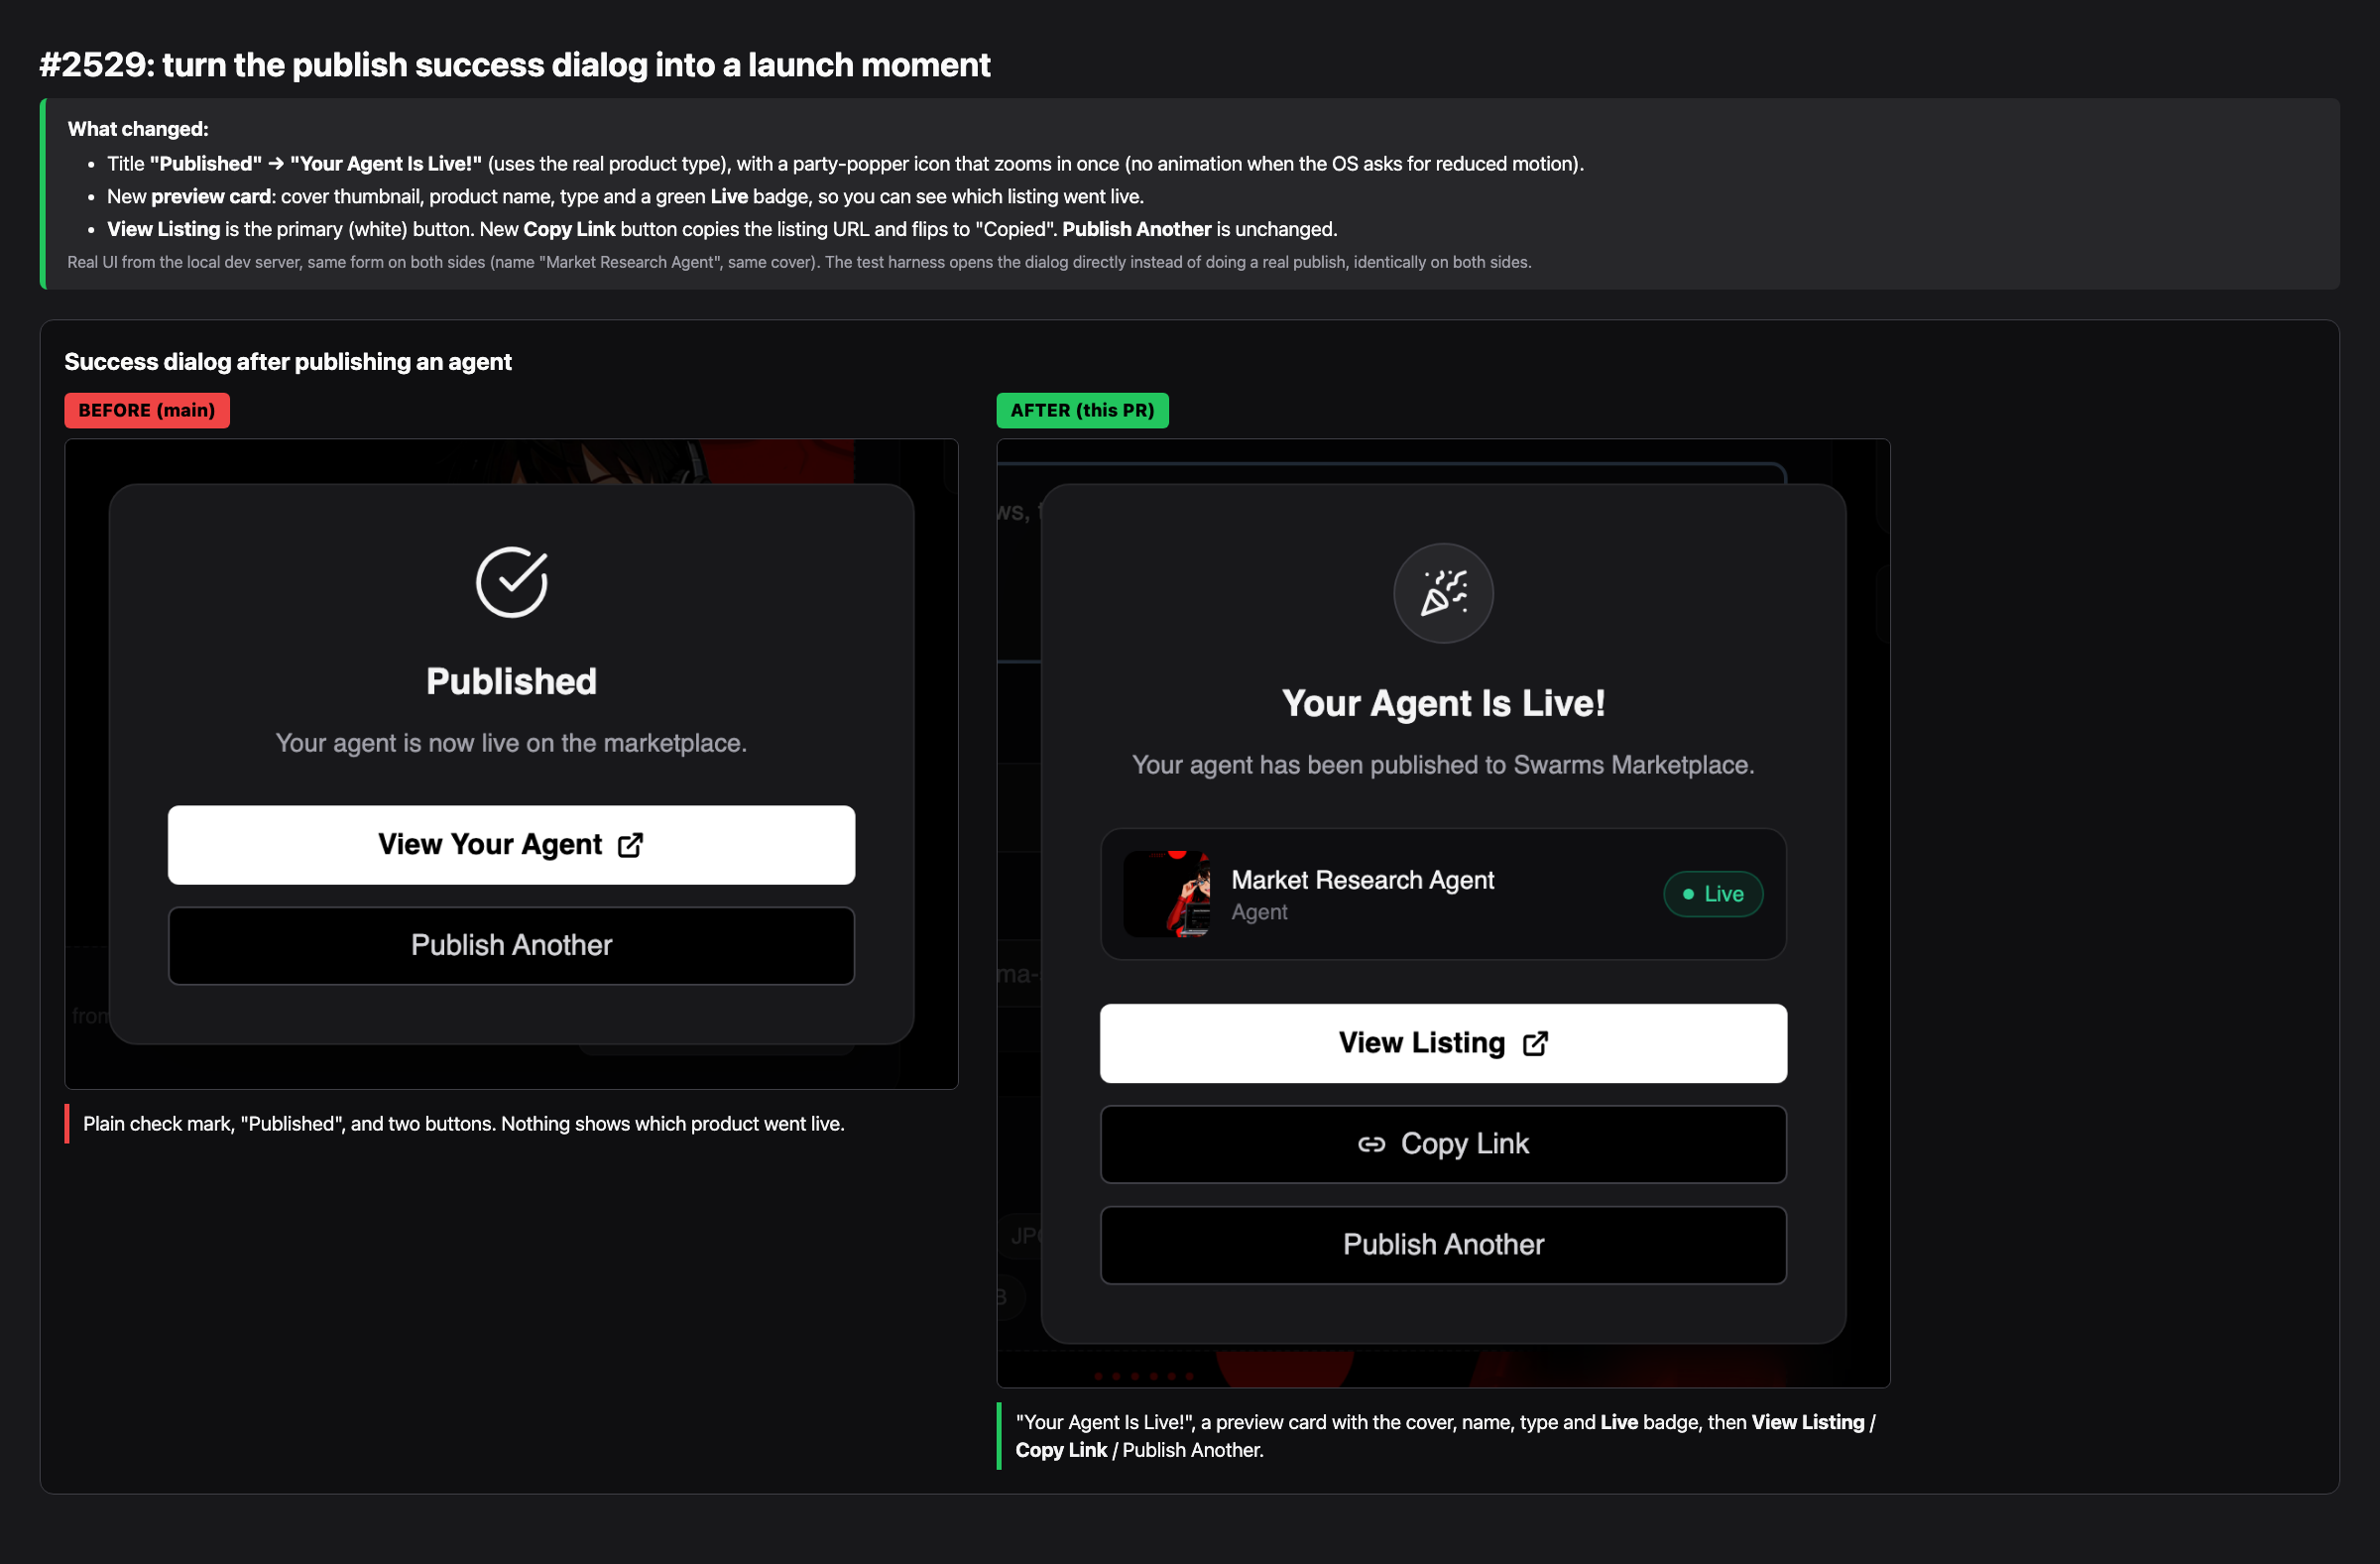 #2529: turn the publish success dialog into a launch moment
What changed:
• Title "Published" → "Your Agent Is Live!" (uses the real product type), with a party-popper icon that zooms in once (no animation when the OS asks for reduced motion).
• New preview card: cover thumbnail, product name, type and a green Live badge, so you can see which listing went live.
• View Listing is the primary (white) button. New Copy Link button copies the listing URL and flips to "Copied". Publish Another is unchanged.
Real UI from the local dev server, same form on both sides (name "Market Research Agent", same cover). The test harness opens the dialog directly instead of doing a real publish, identically on both sides.
Success dialog after publishing an agent
BEFORE (main)
Published
Your agent is now live on the marketplace.
View Your Agent
Publish Another
from
Plain check mark, "Published", and two buttons. Nothing shows which product went live.
AFTER (this PR)
ws,
Your Agent Is Live!
Your agent has been published to Swarms Marketplace.
Market Research Agent
Agent
Live
ma-
View Listing
Copy Link
JPG
Publish Another
B
"Your Agent Is Live!", a preview card with the cover, name, type and Live badge, then View Listing /
Copy Link / Publish Another.